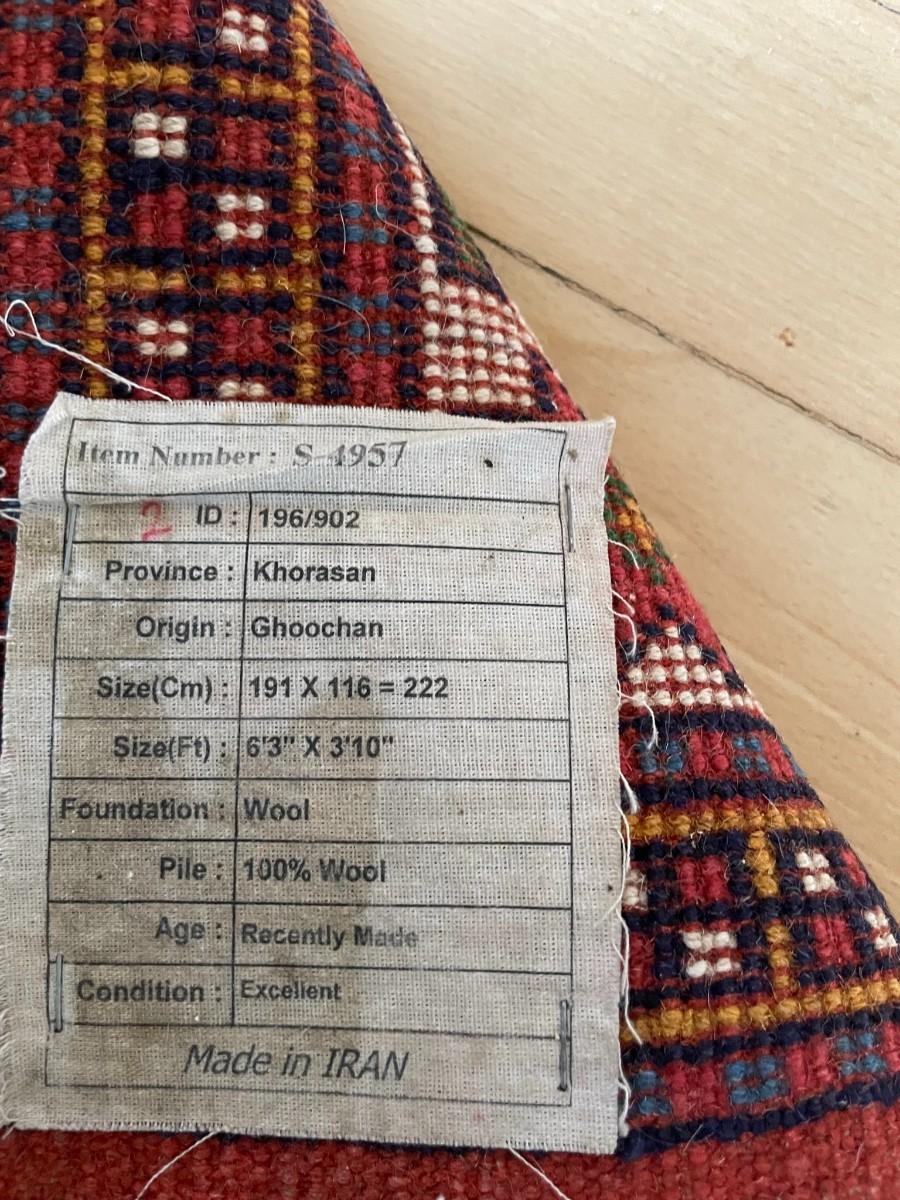 Item Number : S-4957
2 ID : 196/902
Province : Khorasan
Origin : Ghoochan
Size(Cm) : 191 X 116 = 222
Size(Ft) : 6'3" X 3'10"
Foundation : Wool
Pile : 100% Wool
Age : Recently Made
Condition : Excellent
Made in IRAN